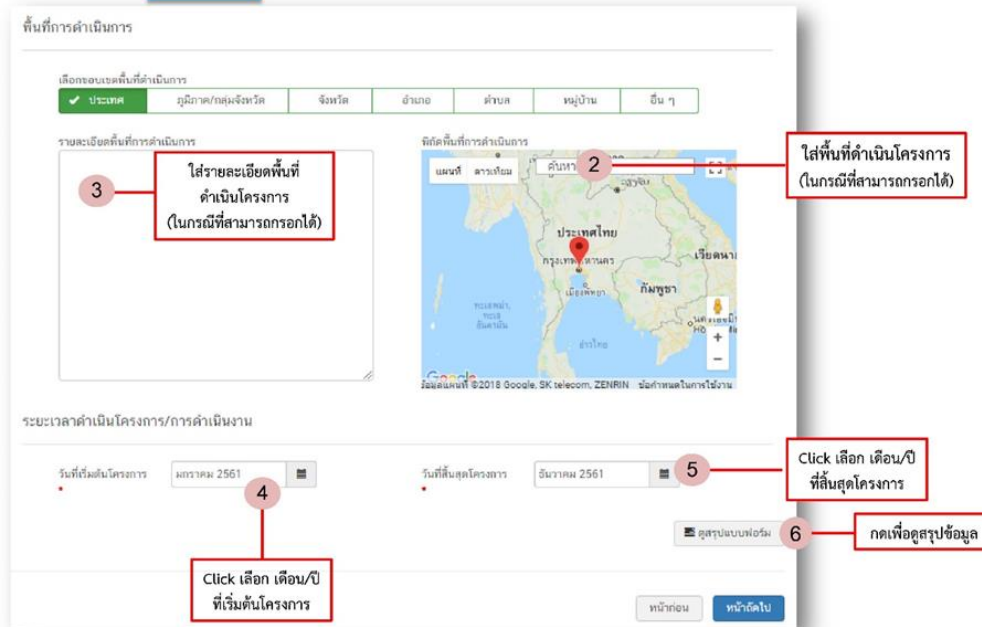 พื้นที่การดำเนินการ
เลือกขอบเขตพื้นที่ดำเนินการ
ประเทศ ภูมิภาค/กลุ่มจังหวัด จังหวัด อำเภอ ตำบล หมู่บ้าน อื่น ๆ
รายละเอียดพื้นที่การดำเนินการ
3
ใส่รายละเอียดพื้นที่
ดำเนินโครงการ
(ในกรณีที่สามารถกรอกได้)
พิกัดพื้นที่การดำเนินการ
แผนที่ ดาวเทียม
2
ใส่พื้นที่ดำเนินโครงการ
(ในกรณีที่สามารถกรอกได้)
ประเทศไทย
เมืองพัทยา
กัมพูชา
ทะเลพม่า,
ทะเล
อันดามัน
อ่าวไทย
+
−
ข้อมูลแผนที่ ©2018 Google, SK telecom, ZENRIN ข้อกำหนดในการใช้งาน
ระยะเวลาดำเนินโครงการ/การดำเนินงาน
วันที่เริ่มต้นโครงการ มกราคม 2561
*
4
Click เลือก เดือน/ปี
ที่เริ่มต้นโครงการ
วันที่สิ้นสุดโครงการ ธันวาคม 2561
*
5
Click เลือก เดือน/ปี
ที่สิ้นสุดโครงการ
ดูสรุปแบบฟอร์ม
6
กดเพื่อดูสรุปข้อมูล
หน้าก่อน หน้าถัดไป